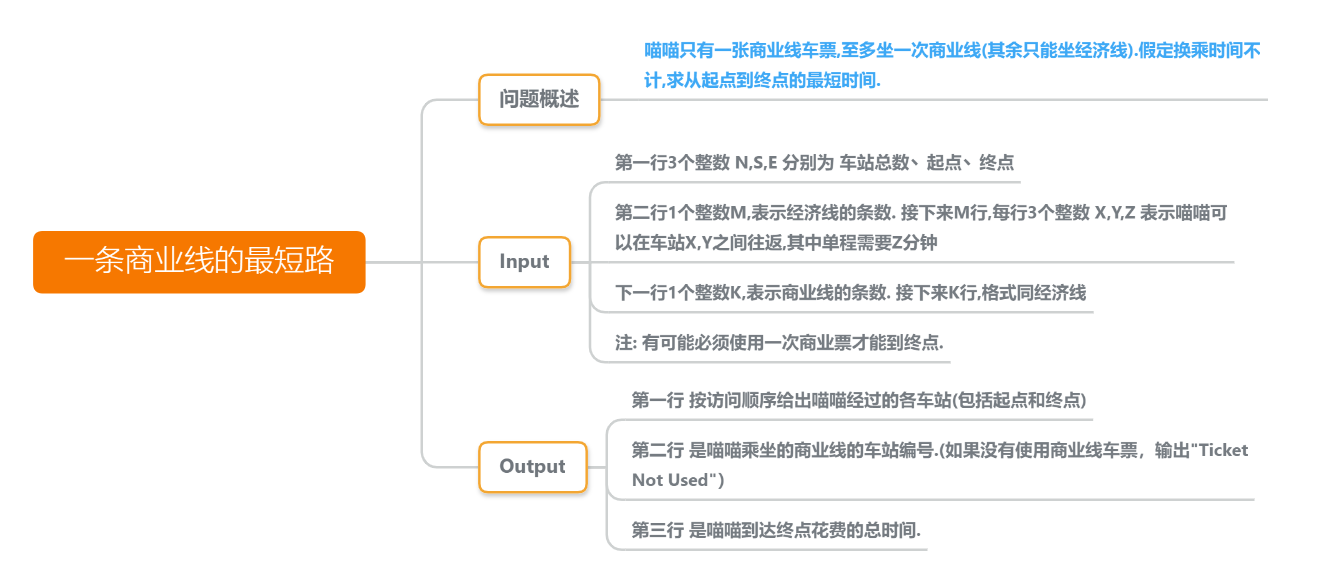 一条商业线的最短路
问题概述
喵喵只有一张商业线车票,至多坐一次商业线(其余只能坐经济线).假定换乘时间不
计,求从起点到终点的最短时间.
Input
第一行3个整数 N,S,E 分别为 车站总数、起点、终点
第二行1个整数M,表示经济线的条数. 接下来M行,每行3个整数 X,Y,Z 表示喵喵可
以在车站X,Y之间往返,其中单程需要Z分钟
下一行1个整数K,表示商业线的条数. 接下来K行,格式同经济线
注: 有可能必须使用一次商业票才能到终点.
Output
第一行 按访问顺序给出喵喵经过的各车站(包括起点和终点)
第二行 是喵喵乘坐的商业线的车站编号.(如果没有使用商业线车票，输出"Ticket
Not Used")
第三行 是喵喵到达终点花费的总时间.